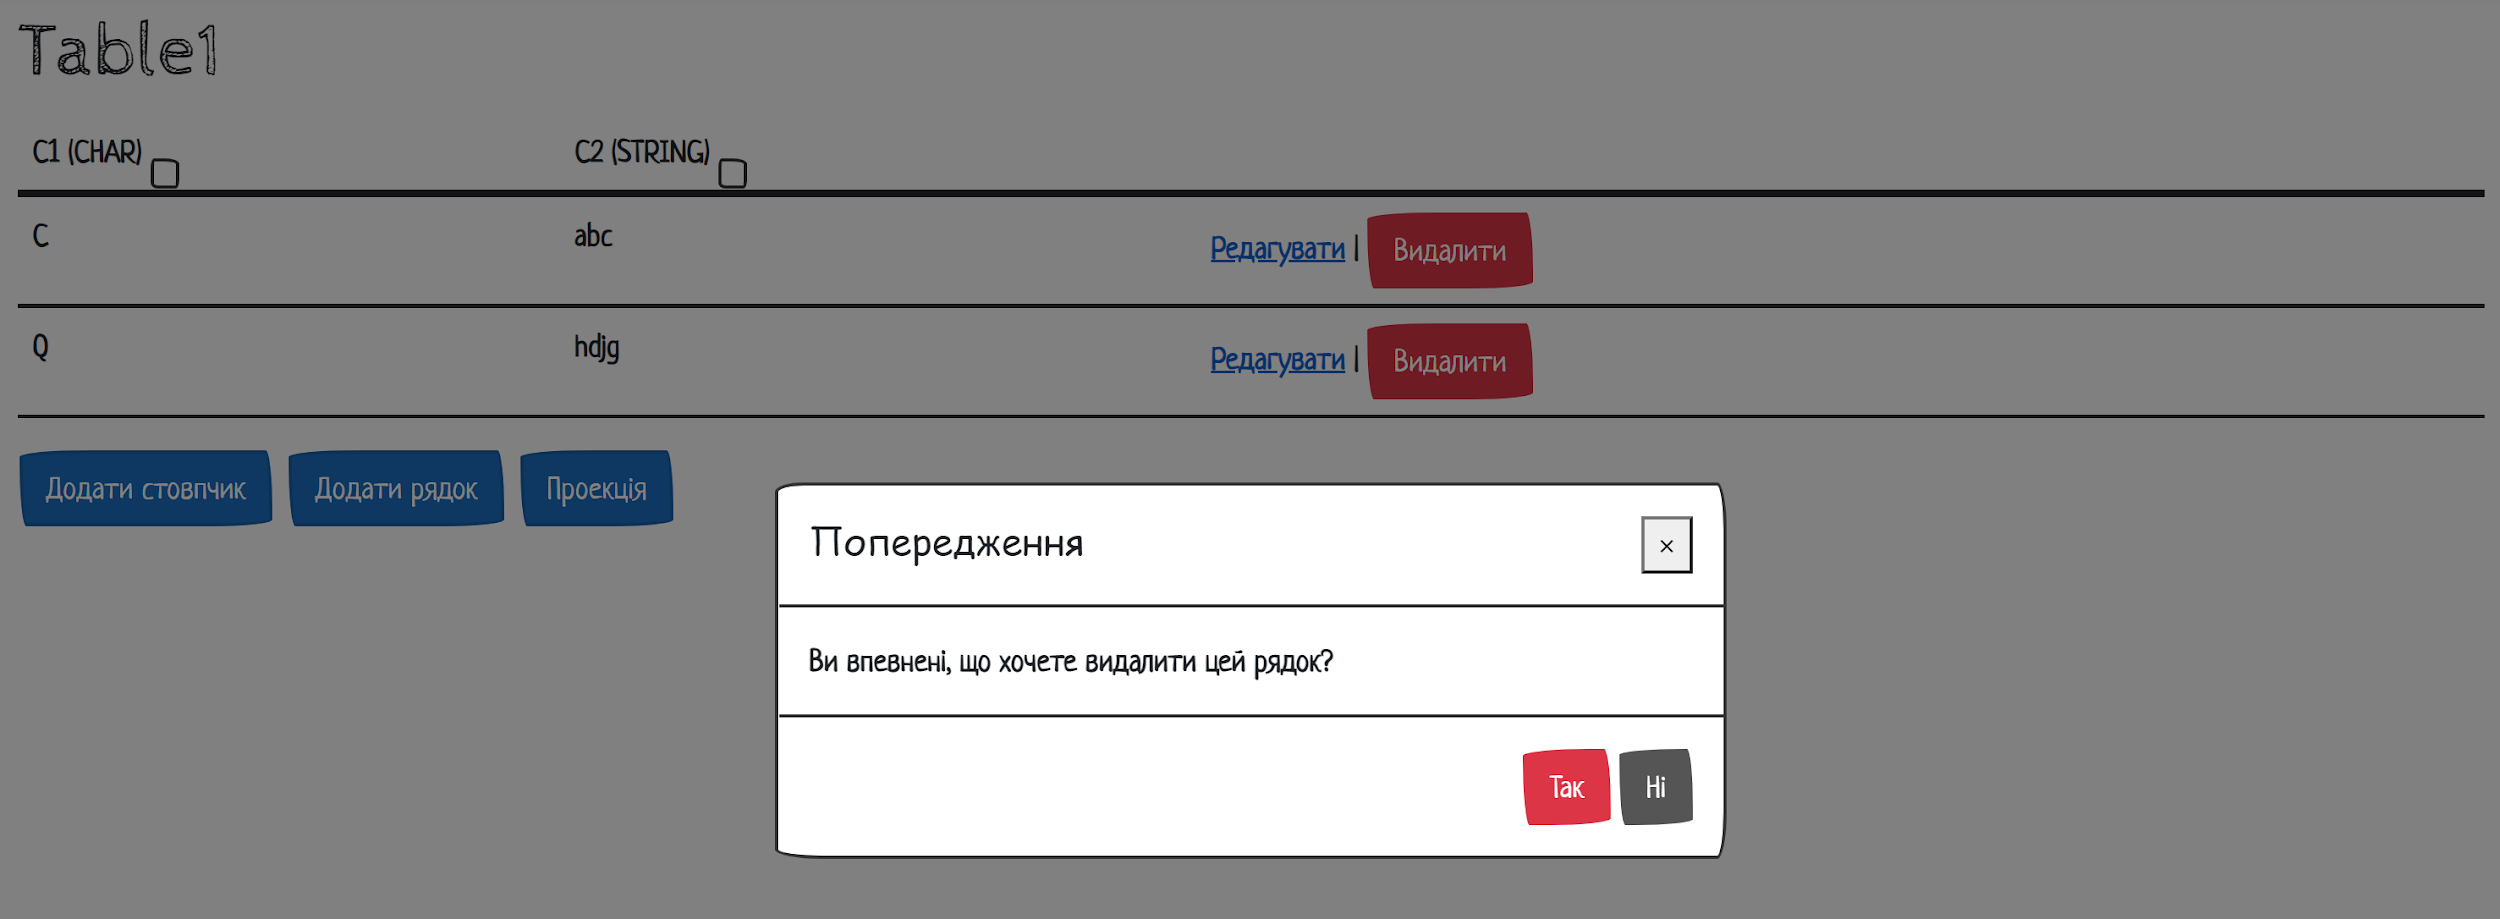 Table1
C1 (CHAR) C2 (STRING)
C abc Редагувати | Видалити
Q hdjg Редагувати | Видалити
Додати стовпчик Додати рядок Проекція
Попередження ×
Ви впевнені, що хочете видалити цей рядок?
Так Ні